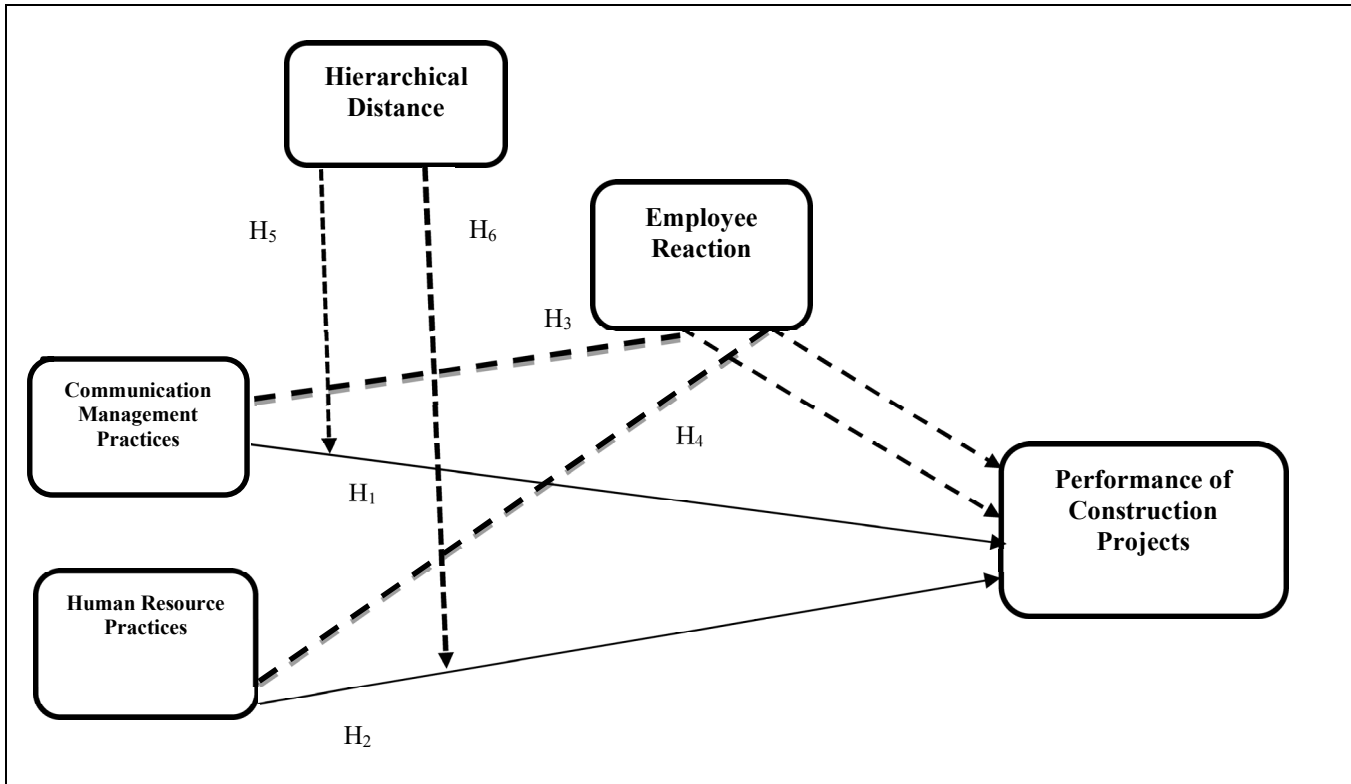 Hierarchical
Distance
Employee
Reaction
H₅
H₆
H₃
Communication
Management
Practices
H₄
H₁
Performance of
Construction
Projects
Human Resource
Practices
H₂